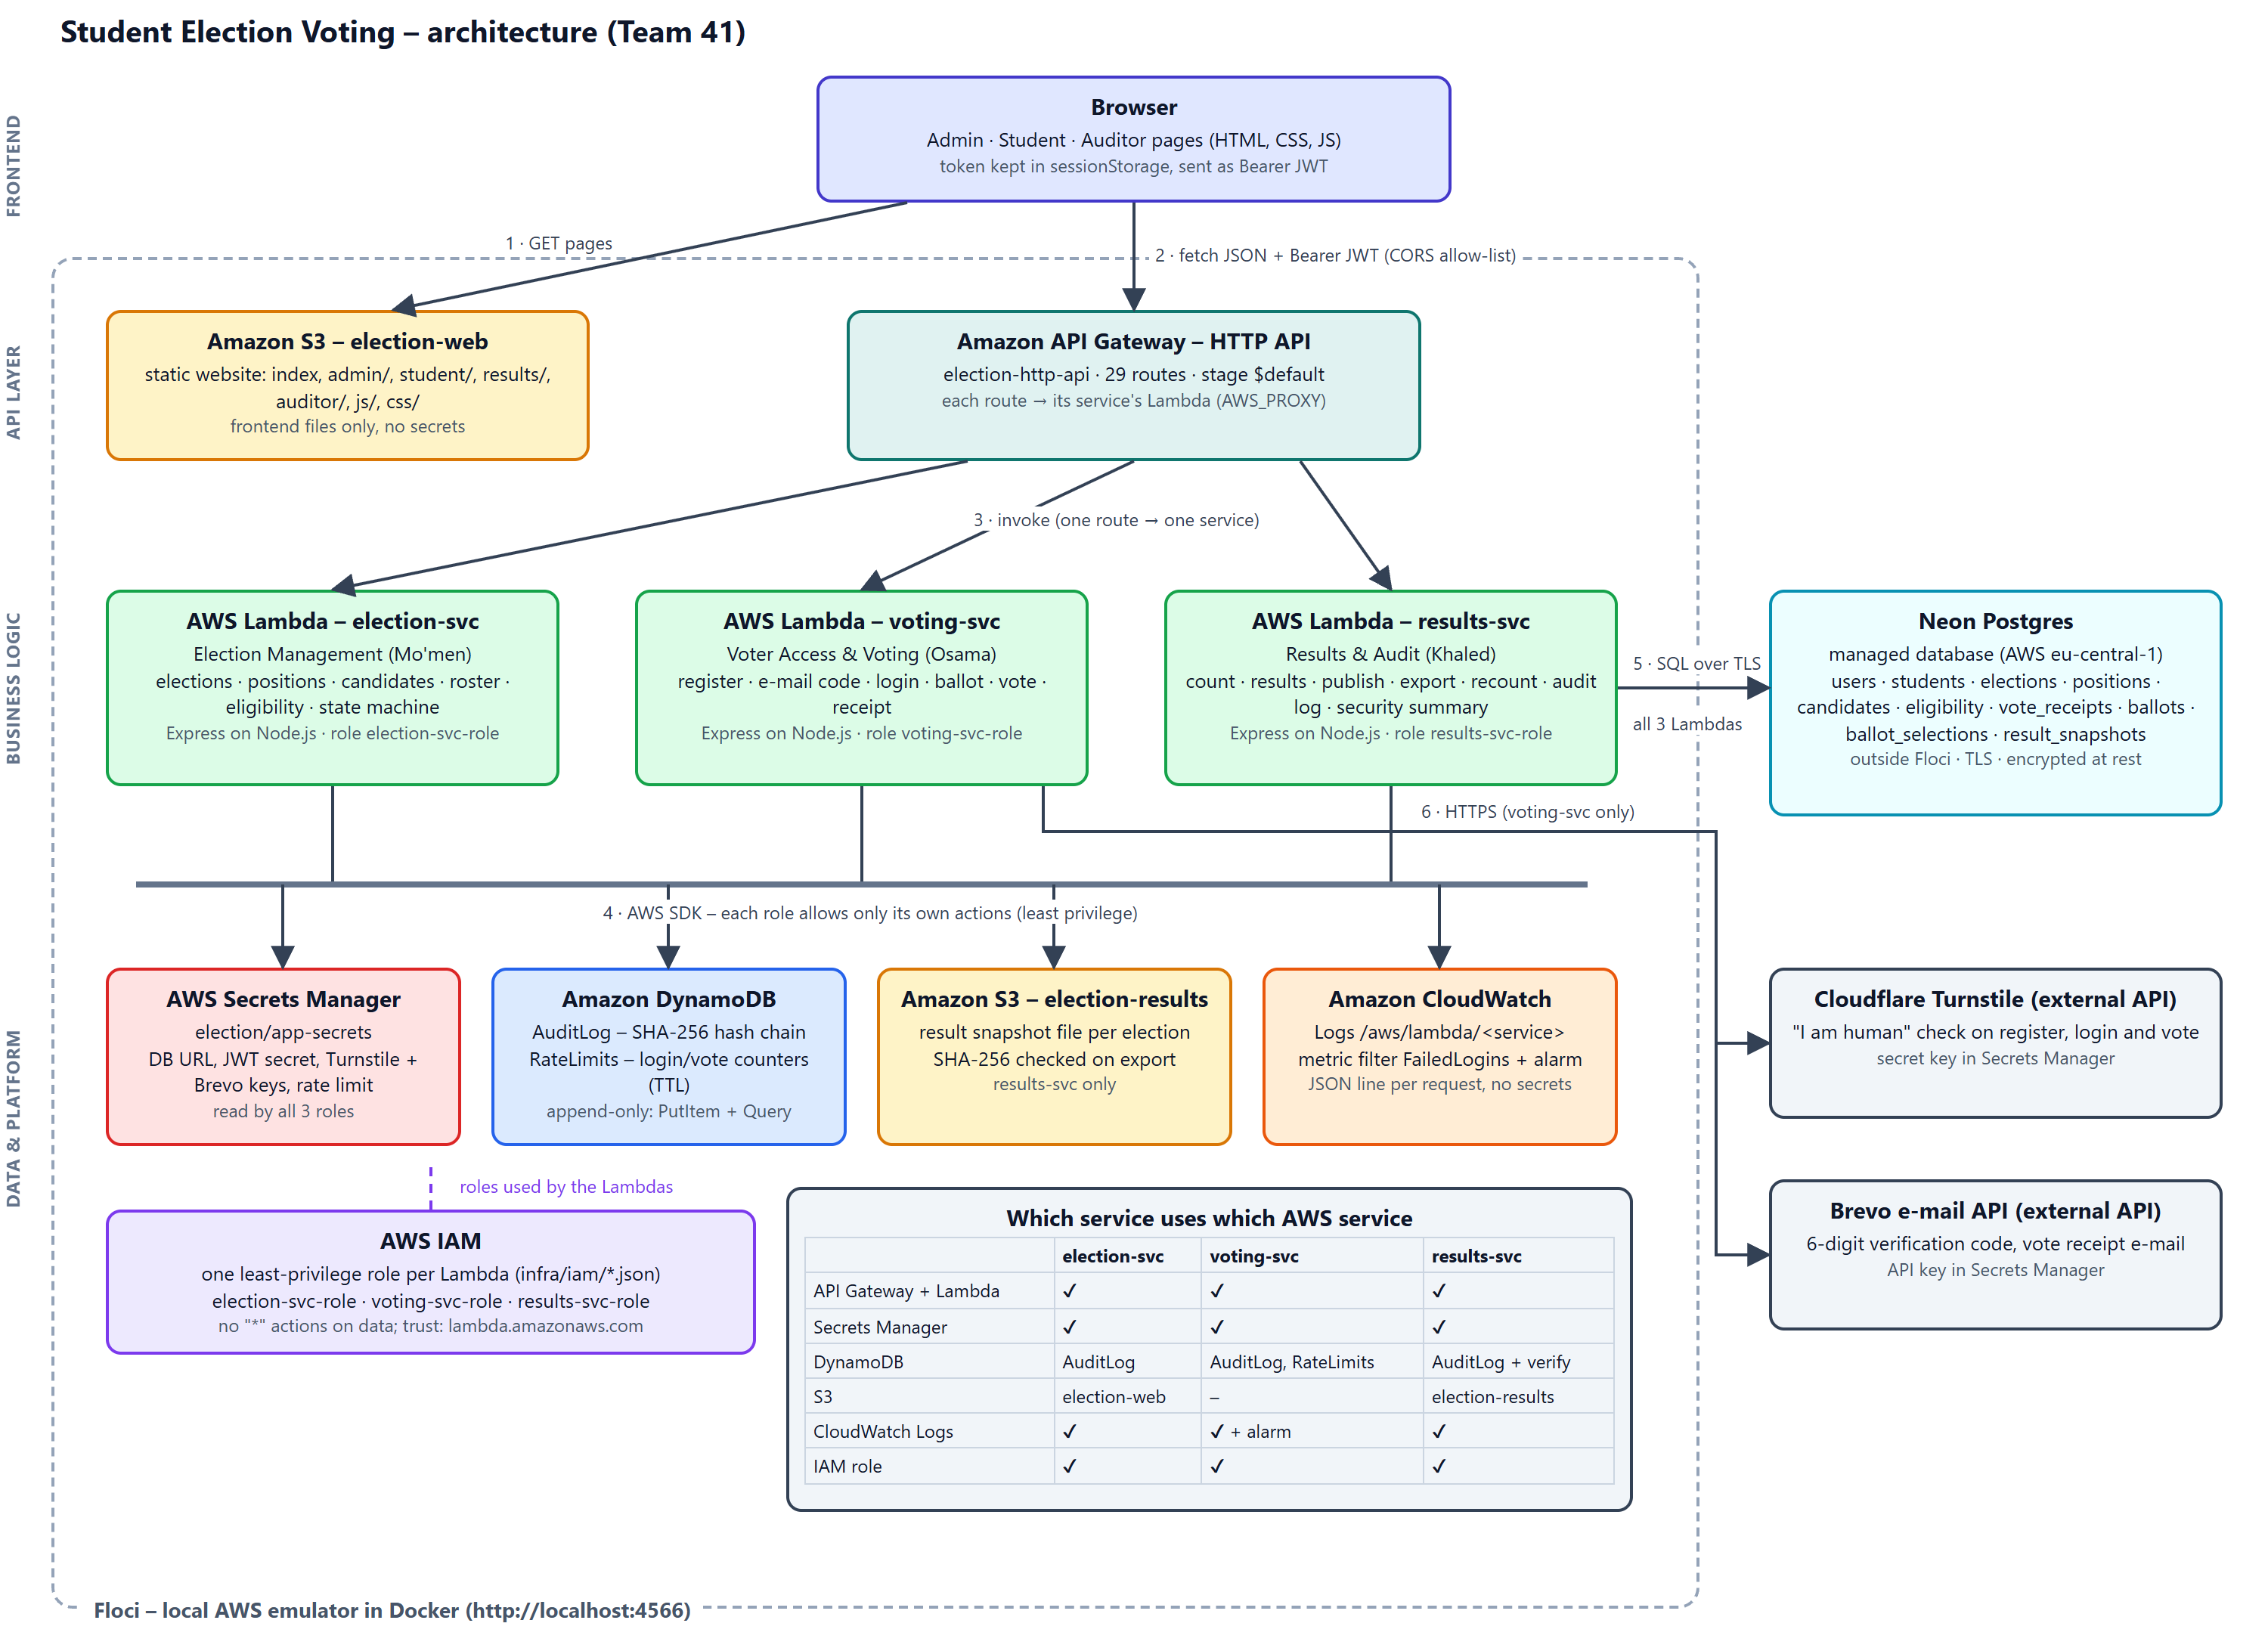 Student Election Voting – architecture (Team 41)
FRONTEND
Browser
Admin · Student · Auditor pages (HTML, CSS, JS)
token kept in sessionStorage, sent as Bearer JWT
1 · GET pages
2 · fetch JSON + Bearer JWT (CORS allow-list)
API LAYER
Amazon S3 – election-web
static website: index, admin/, student/, results/,
auditor/, js/, css/
frontend files only, no secrets
Amazon API Gateway – HTTP API
election-http-api · 29 routes · stage $default
each route → its service's Lambda (AWS_PROXY)
3 · invoke (one route → one service)
BUSINESS LOGIC
AWS Lambda – election-svc
Election Management (Mo'men)
elections · positions · candidates · roster ·
eligibility · state machine
Express on Node.js · role election-svc-role
AWS Lambda – voting-svc
Voter Access & Voting (Osama)
register · e-mail code · login · ballot · vote ·
receipt
Express on Node.js · role voting-svc-role
AWS Lambda – results-svc
Results & Audit (Khaled)
count · results · publish · export · recount · audit
log · security summary
Express on Node.js · role results-svc-role
5 · SQL over TLS
all 3 Lambdas
Neon Postgres
managed database (AWS eu-central-1)
users · students · elections · positions ·
candidates · eligibility · vote_receipts · ballots ·
ballot_selections · result_snapshots
outside Floci · TLS · encrypted at rest
6 · HTTPS (voting-svc only)
4 · AWS SDK – each role allows only its own actions (least privilege)
DATA & PLATFORM
AWS Secrets Manager
election/app-secrets
DB URL, JWT secret, Turnstile +
Brevo keys, rate limit
read by all 3 roles
Amazon DynamoDB
AuditLog – SHA-256 hash chain
RateLimits – login/vote counters
(TTL)
append-only: PutItem + Query
Amazon S3 – election-results
result snapshot file per election
SHA-256 checked on export
results-svc only
Amazon CloudWatch
Logs /aws/lambda/<service>
metric filter FailedLogins + alarm
JSON line per request, no secrets
Cloudflare Turnstile (external API)
"I am human" check on register, login and vote
secret key in Secrets Manager
roles used by the Lambdas
AWS IAM
one least-privilege role per Lambda (infra/iam/*.json)
election-svc-role · voting-svc-role · results-svc-role
no "*" actions on data; trust: lambda.amazonaws.com
Which service uses which AWS service
election-svc voting-svc results-svc
API Gateway + Lambda ✓ ✓ ✓
Secrets Manager ✓ ✓ ✓
DynamoDB AuditLog AuditLog, RateLimits AuditLog + verify
S3 election-web – election-results
CloudWatch Logs ✓ ✓ + alarm ✓
IAM role ✓ ✓ ✓
Brevo e-mail API (external API)
6-digit verification code, vote receipt e-mail
API key in Secrets Manager
Floci – local AWS emulator in Docker (http://localhost:4566)